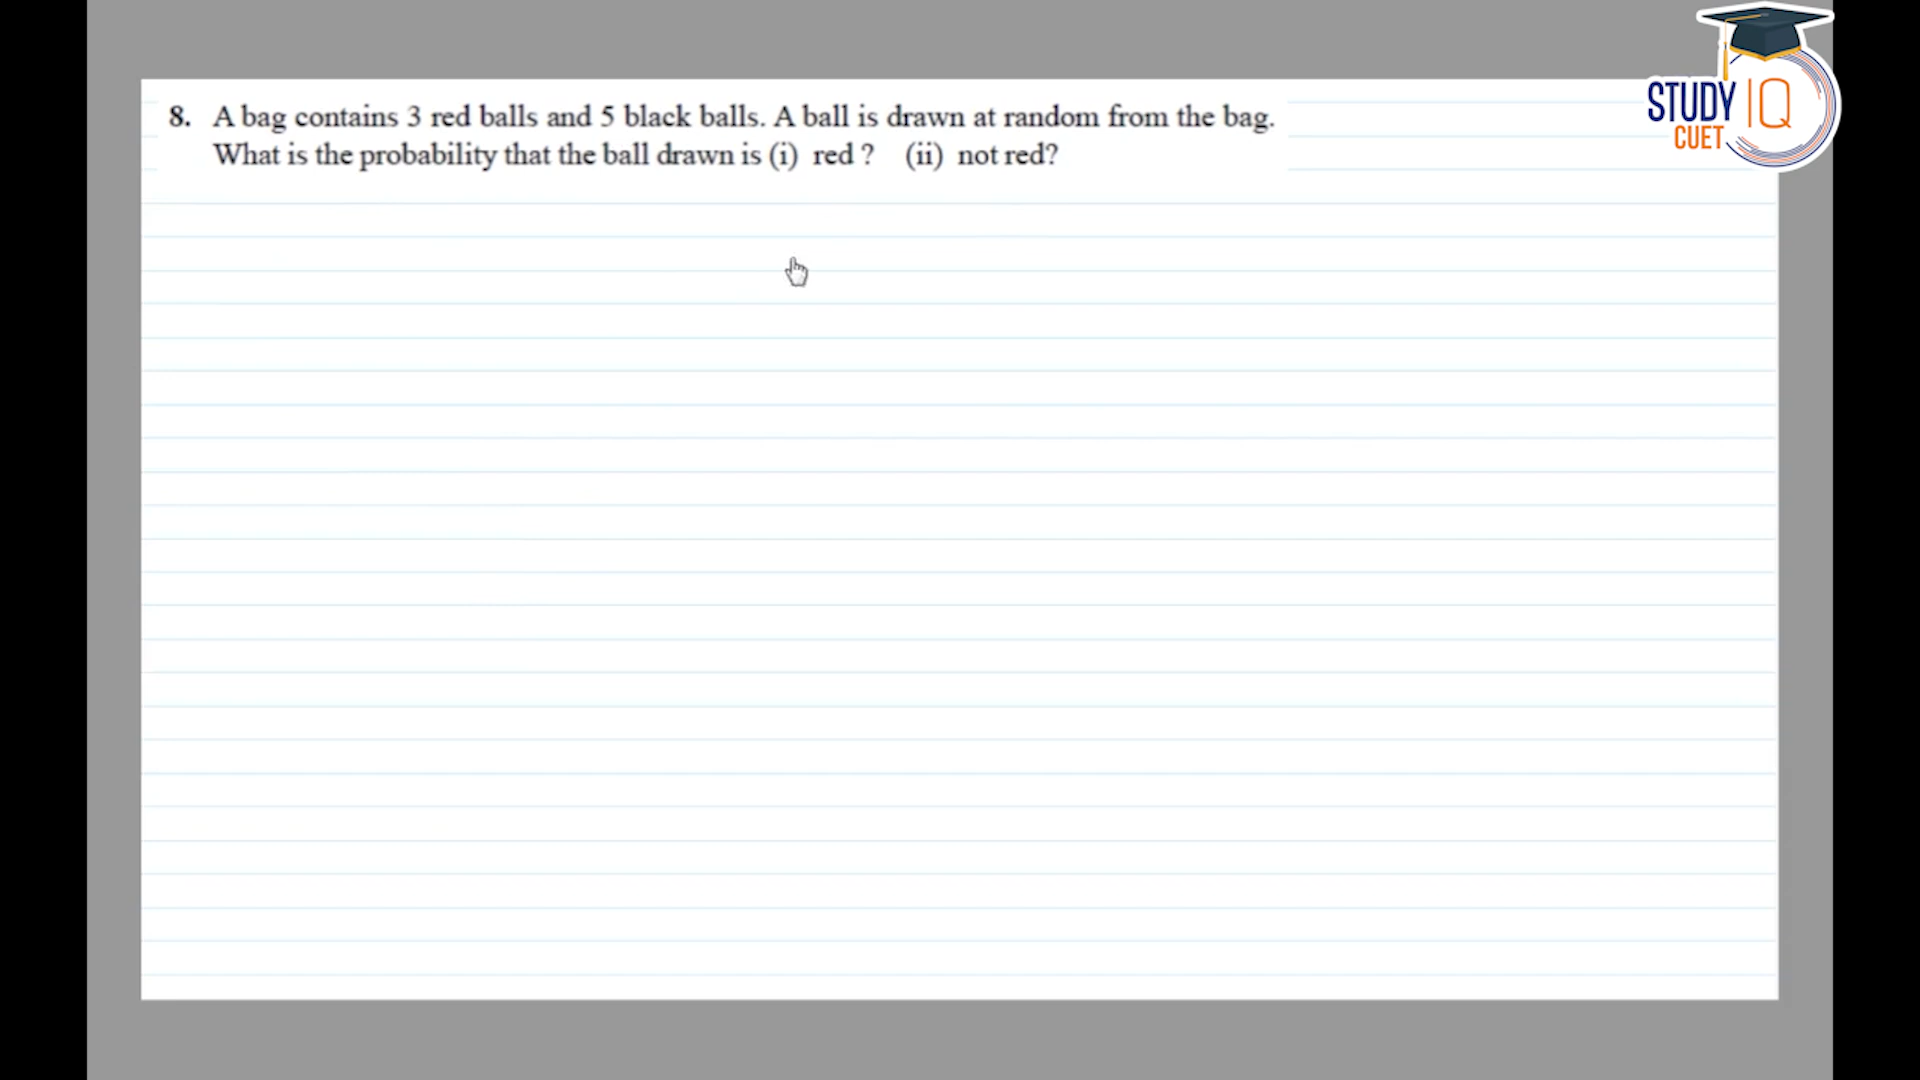 8. A bag contains 3 red balls and 5 black balls. A ball is drawn at random from the bag.
What is the probability that the ball drawn is (i) red ? (ii) not red?
STUDY IQ
CUET